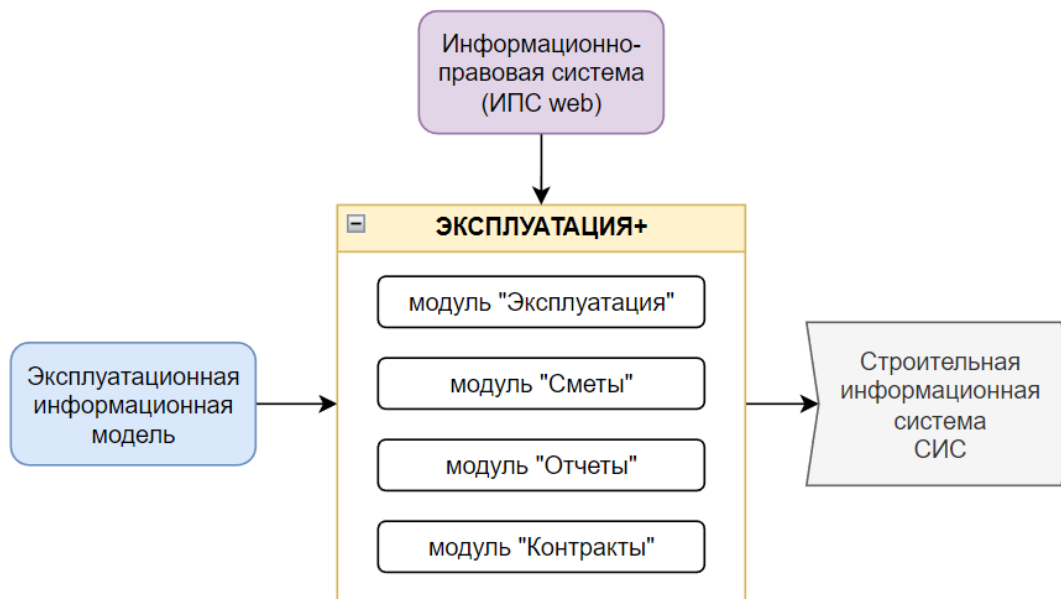 Информационно-
правовая система
(ИПС web)
ЭКСПЛУАТАЦИЯ+
модуль "Эксплуатация"
модуль "Сметы"
модуль "Отчеты"
модуль "Контракты"
Эксплуатационная
информационная
модель
Строительная
информационная
система
СИС